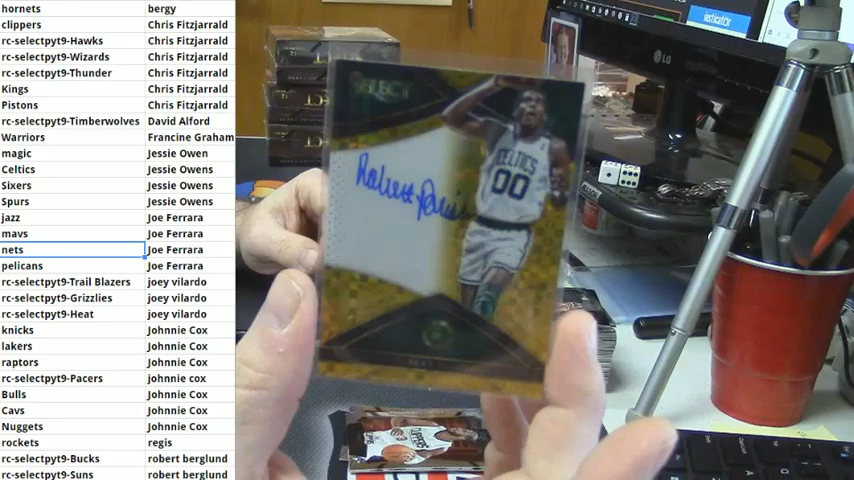 hornets bergy
clippers Chris Fitzjarrald
rc-selectpyt9-Hawks Chris Fitzjarrald
rc-selectpyt9-Wizards Chris Fitzjarrald
rc-selectpyt9-Thunder Chris Fitzjarrald
Kings Chris Fitzjarrald
Pistons Chris Fitzjarrald
rc-selectpyt9-Timberwolves David Alford
Warriors Francine Graham
magic Jessie Owen
Celtics Jessie Owens
Sixers Jessie Owens
Spurs Jessie Owens
jazz Joe Ferrara
mavs Joe Ferrara
nets Joe Ferrara
pelicans Joe Ferrara
rc-selectpyt9-Trail Blazers joey vilardo
rc-selectpyt9-Grizzlies joey vilardo
rc-selectpyt9-Heat joey vilardo
knicks Johnnie Cox
lakers Johnnie Cox
raptors Johnnie Cox
rc-selectpyt9-Pacers johnnie cox
Bulls Johnnie Cox
Cavs Johnnie Cox
Nuggets Johnnie Cox
rockets regis
rc-selectpyt9-Bucks robert berglund
rc-selectpyt9-Suns robert berglund
SELECT
Robert Parish
CELTICS
00
LG
CLIPPERS